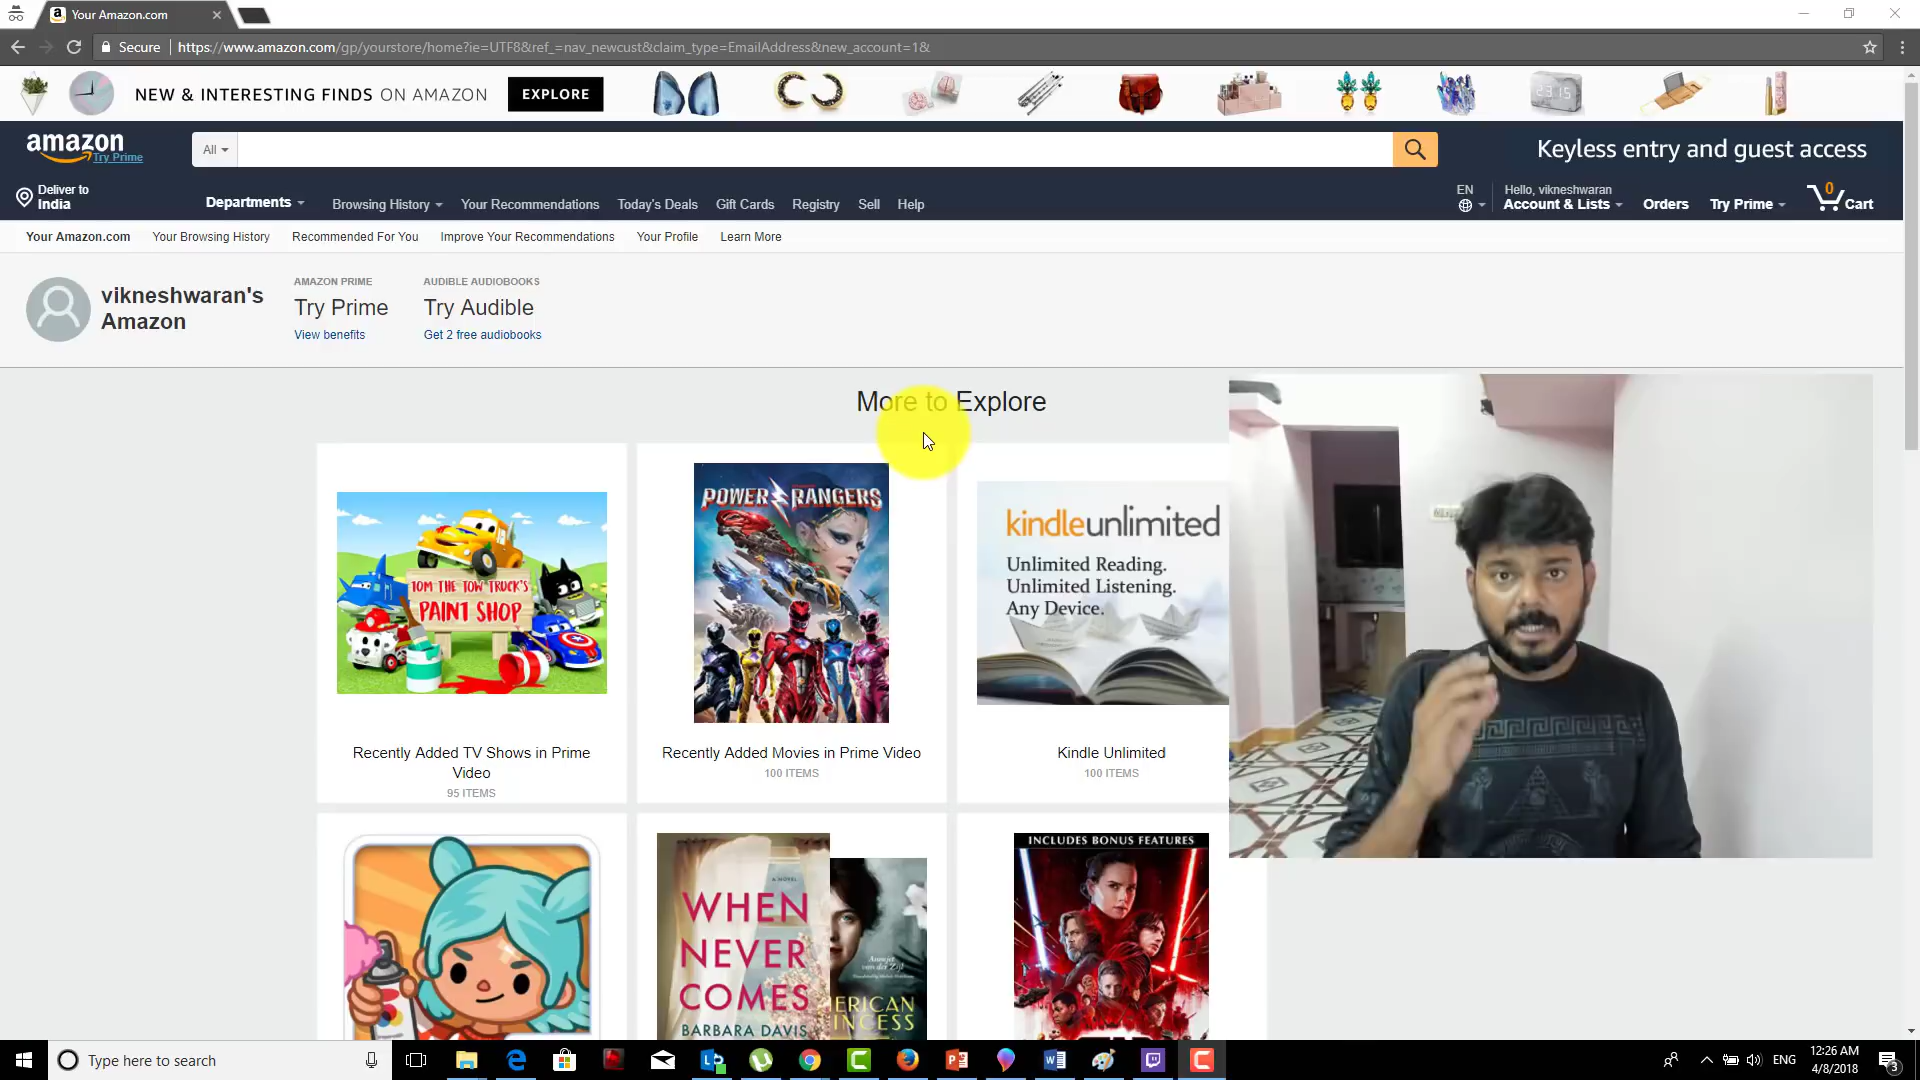 Your Amazon.com
Secure
https://www.amazon.com/gp/yourstore/home?ie=UTF8&ref_=nav_newcust&claim_type=EmailAddress&new_account=1&
NEW & INTERESTING FINDS ON AMAZON
EXPLORE
23:15
amazon
Try Prime
All
Keyless entry and guest access
Deliver to
India
Departments
Browsing History
Your Recommendations
Today's Deals
Gift Cards
Registry
Sell
Help
EN
Hello, vikneshwaran
Account & Lists
Orders
Try Prime
0
Cart
Your Amazon.com
Your Browsing History
Recommended For You
Improve Your Recommendations
Your Profile
Learn More
vikneshwaran's
Amazon
AMAZON PRIME
Try Prime
View benefits
AUDIBLE AUDIOBOOKS
Try Audible
Get 2 free audiobooks
More to Explore
TOM THE TOW TRUCK'S
PAINT SHOP
Recently Added TV Shows in Prime
Video
95 ITEMS
POWER RANGERS
Recently Added Movies in Prime Video
100 ITEMS
kindleunlimited
Unlimited Reading.
Unlimited Listening.
Any Device.
Kindle Unlimited
100 ITEMS
A NOVEL
WHEN
NEVER
COMES
BARBARA DAVIS
ERICAN
INCESS
INCLUDES BONUS FEATURES
Type here to search
ENG
12:26 AM
4/8/2018
3